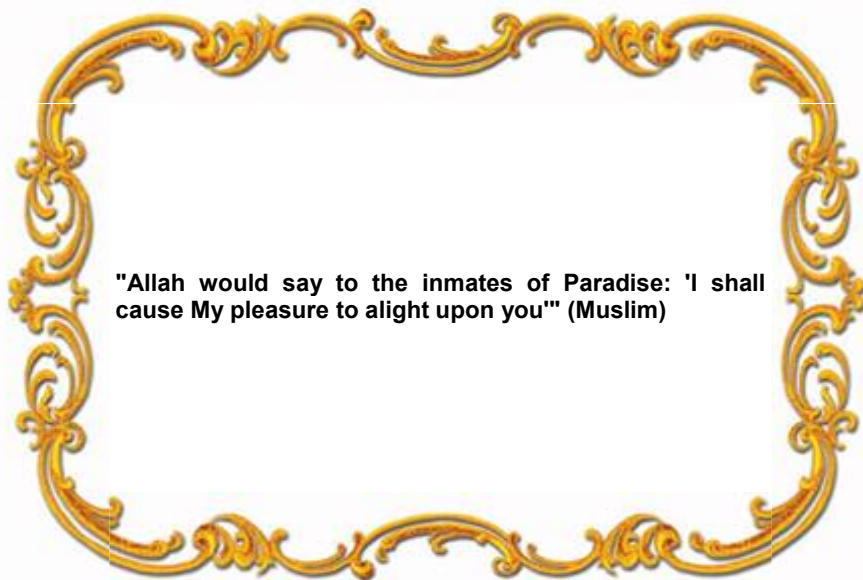 "Allah would say to the inmates of Paradise: 'I shall
cause My pleasure to alight upon you'" (Muslim)